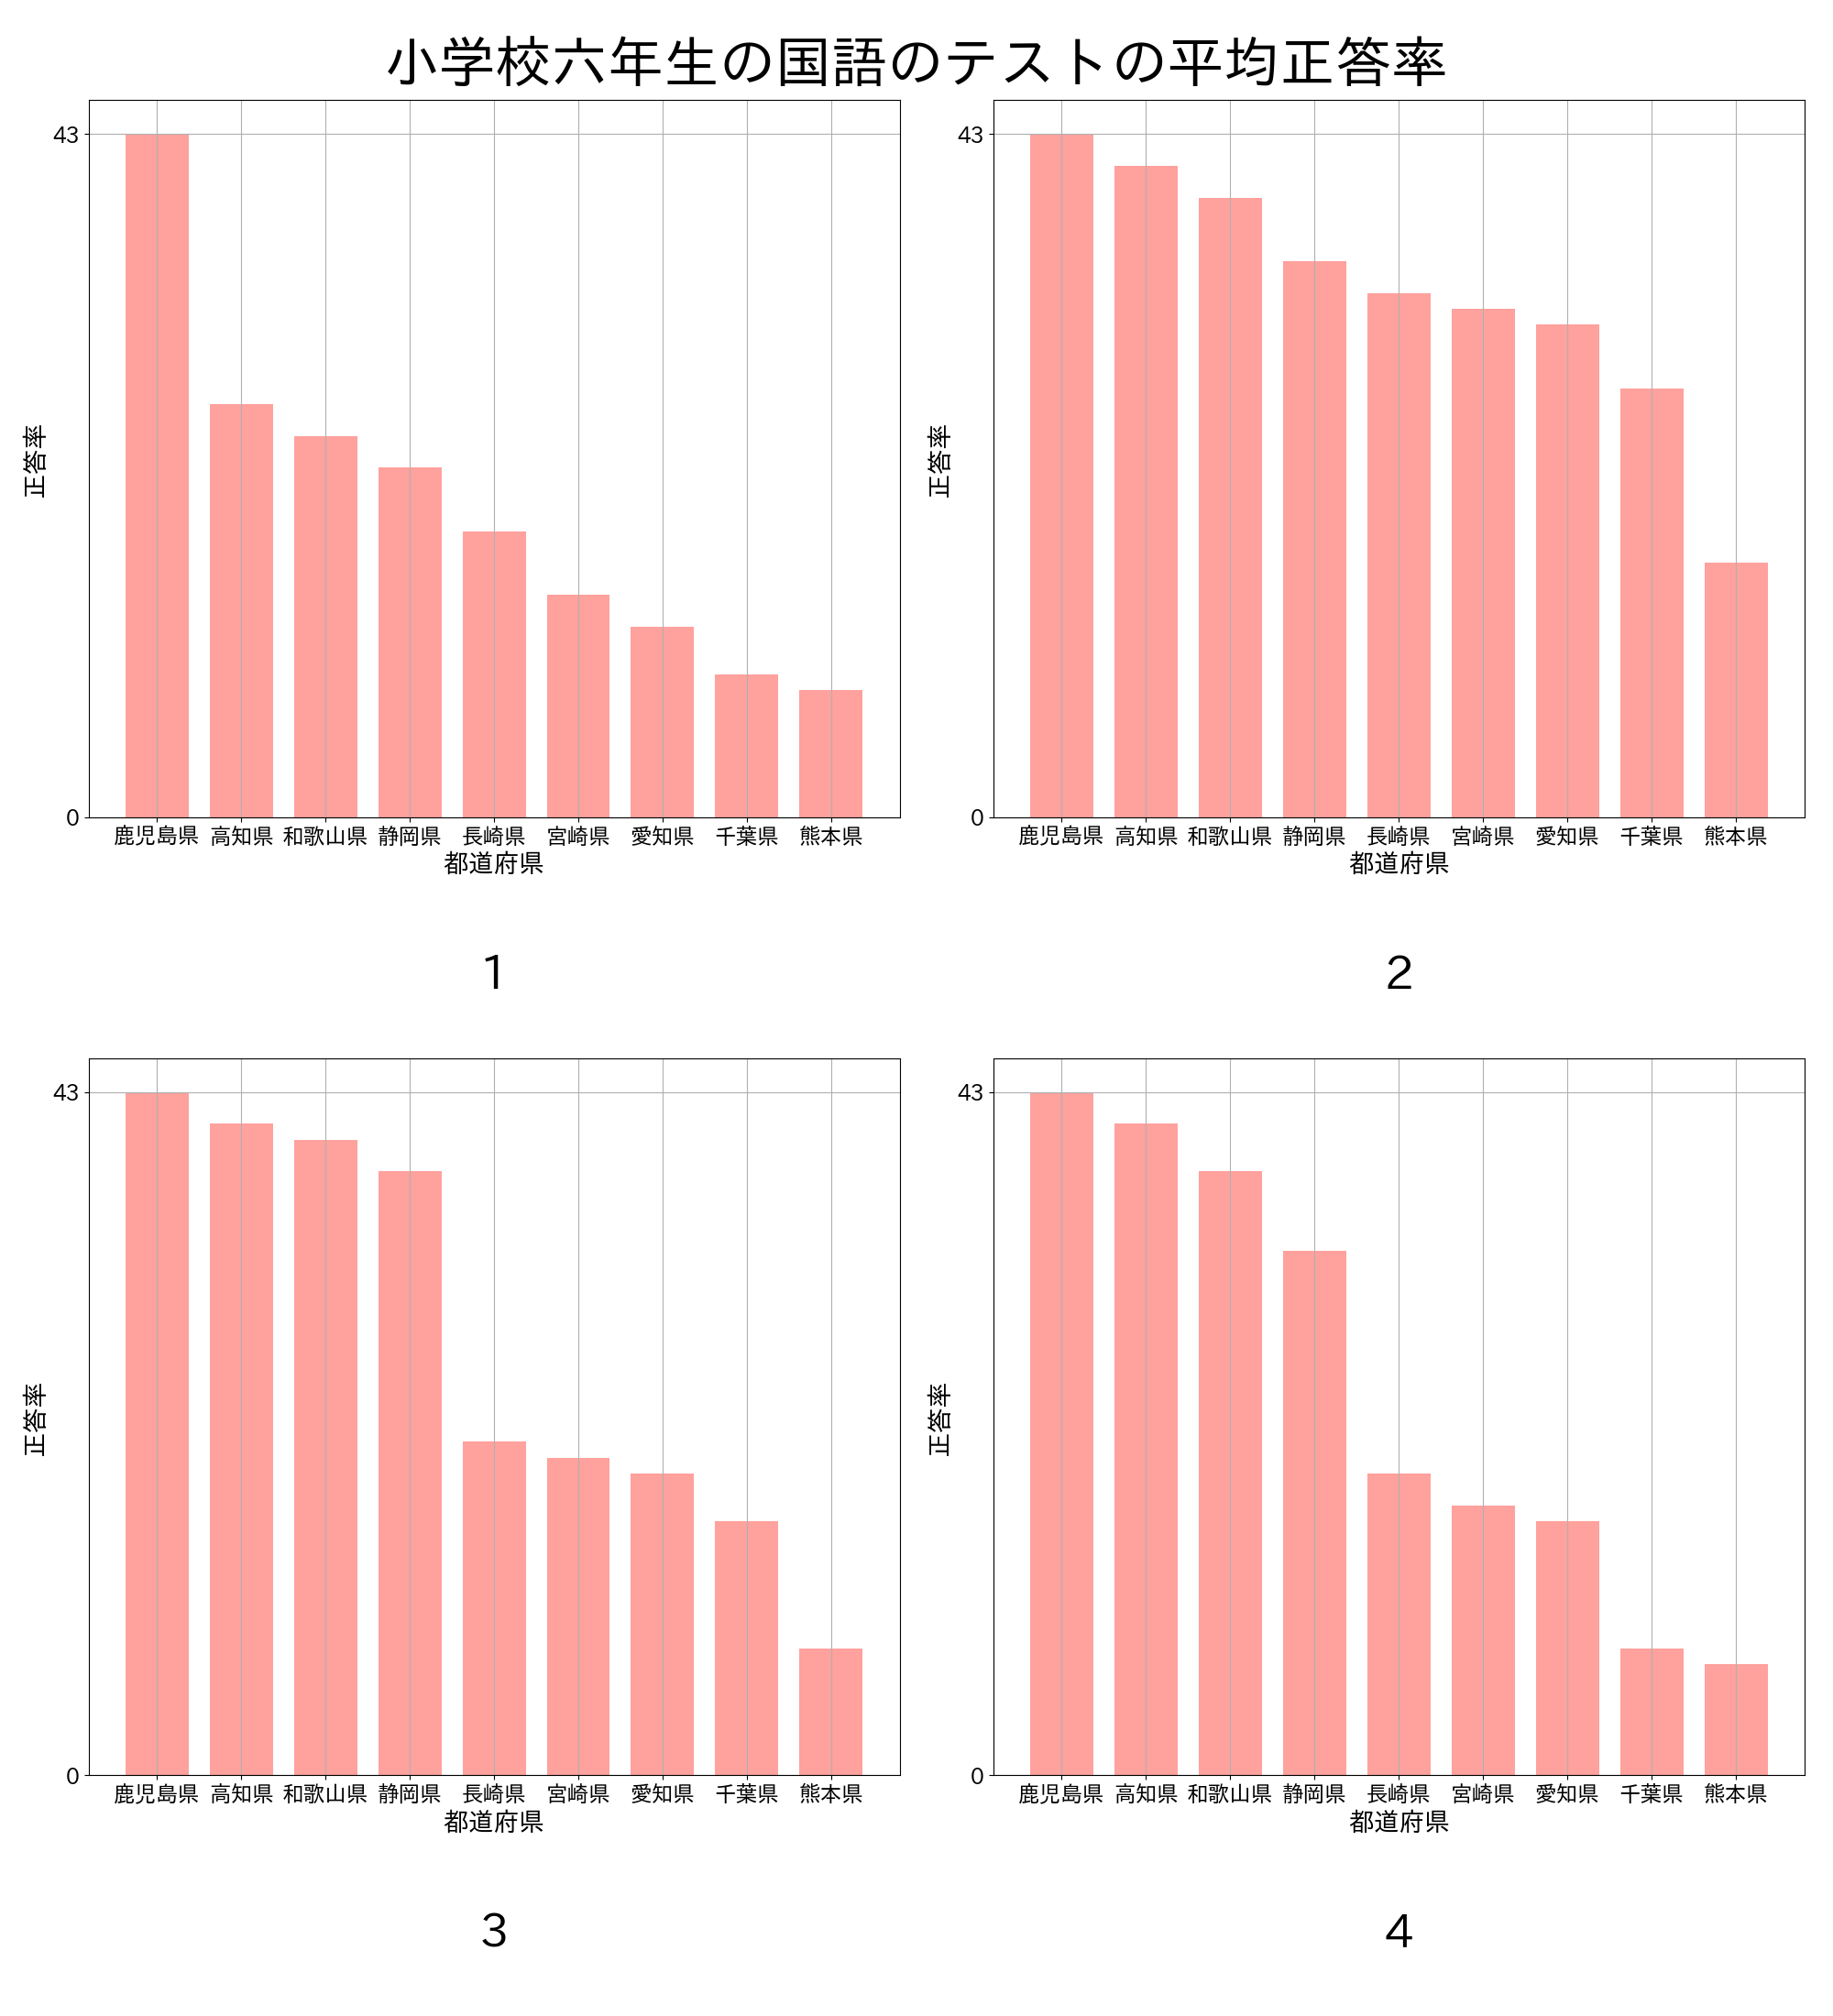 小学校六年生の国語のテストの平均正答率
43
0
正答率
鹿児島県 高知県 和歌山県 静岡県 長崎県 宮崎県 愛知県 千葉県 熊本県
都道府県
1
43
0
正答率
鹿児島県 高知県 和歌山県 静岡県 長崎県 宮崎県 愛知県 千葉県 熊本県
都道府県
2
43
0
正答率
鹿児島県 高知県 和歌山県 静岡県 長崎県 宮崎県 愛知県 千葉県 熊本県
都道府県
3
43
0
正答率
鹿児島県 高知県 和歌山県 静岡県 長崎県 宮崎県 愛知県 千葉県 熊本県
都道府県
4